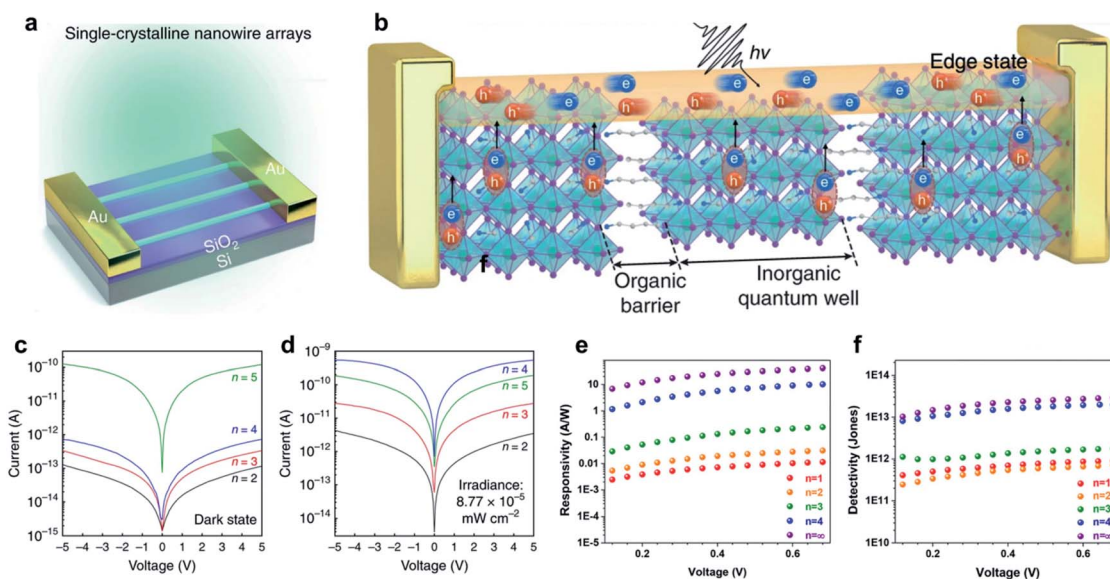 a
Single-crystalline nanowire arrays
Au
Au
SiO₂
Si
b
hν
Edge state
e
h⁺
h⁺
e
e
h⁺
h⁺
h⁺
e
e
e
h⁺
e
h⁺
e
h⁺
e
h⁺
e
h⁺
e
h⁺
e
h⁺
f
Organic
barrier
Inorganic
quantum well
c
Current (A)
10⁻¹⁰
10⁻¹¹
10⁻¹²
10⁻¹³
10⁻¹⁴
10⁻¹⁵
n = 5
n = 4
n = 3
n = 2
Dark state
−5 −4 −3 −2 −1 0 1 2 3 4 5
Voltage (V)
d
Current (A)
10⁻⁹
10⁻¹⁰
10⁻¹¹
10⁻¹²
10⁻¹³
10⁻¹⁴
n = 4
n = 5
n = 3
n = 2
Irradiance:
8.77 × 10⁻⁵
mW cm⁻²
−5 −4 −3 −2 −1 0 1 2 3 4 5
Voltage (V)
e
Responsivity (A/W)
10
1
0.1
0.01
1E-3
1E-4
1E-5
n=1
n=2
n=3
n=4
n=∞
0.2 0.4 0.6
Voltage (V)
f
Detectivity (Jones)
1E14
1E13
1E12
1E11
1E10
n=1
n=2
n=3
n=4
n=∞
0.2 0.4 0.6
Voltage (V)